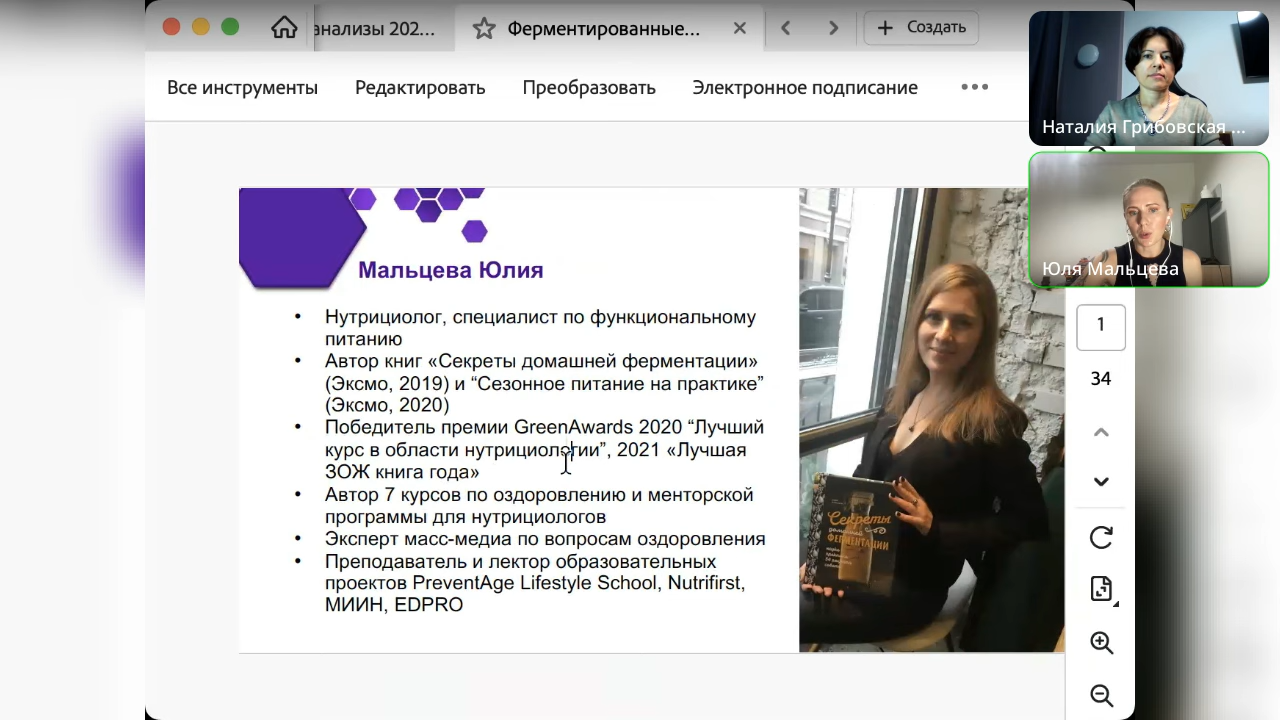 анализы 202...
Ферментированные...
Создать
Все инструменты
Редактировать
Преобразовать
Электронное подписание
Наталия Грибовская ...
Юля Мальцева
Мальцева Юлия
• Нутрициолог, специалист по функциональному
питанию
• Автор книг «Секреты домашней ферментации»
(Эксмо, 2019) и “Сезонное питание на практике”
(Эксмо, 2020)
• Победитель премии GreenAwards 2020 “Лучший
курс в области нутрициологии”, 2021 «Лучшая
ЗОЖ книга года»
• Автор 7 курсов по оздоровлению и менторской
программы для нутрициологов
• Эксперт масс-медиа по вопросам оздоровления
• Преподаватель и лектор образовательных
проектов PreventAge Lifestyle School, Nutrifirst,
МИИН, EDPRO
Секреты
домашней
ФЕРМЕНТАЦИИ
1
34